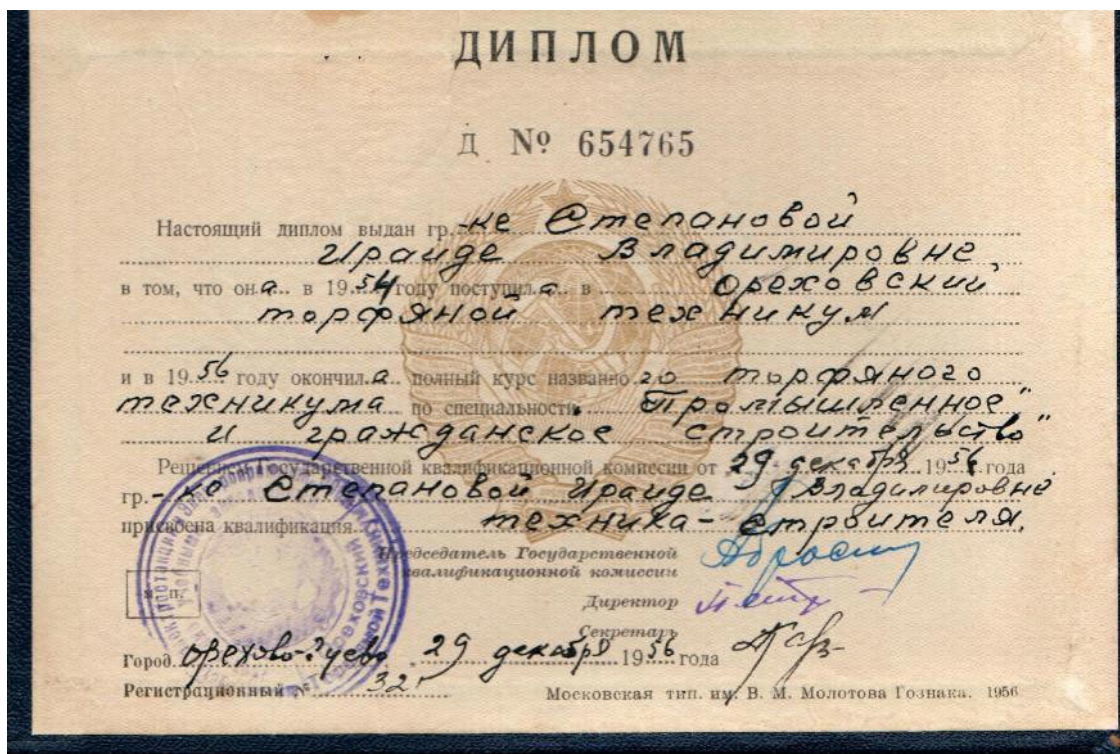 ДИПЛОМ
Д № 654765
Настоящий диплом выдан гр.-ке Степановой
Ираиде Владимировне
в том, что она в 1954 году поступила в Ореховский
торфяной техникум
и в 1956 году окончила полный курс названного торфяного
техникума по специальности „Промышленное
и гражданское строительство"
Решением Государственной квалификационной комиссии от 29 декабря 1956 года
гр.-ке Степановой Ираиде Владимировне
присвоена квалификация техника-строителя.
Председатель Государственной
квалификационной комиссии
Директор
Секретарь
м. п.
Город Орехово-Зуево 29 декабря 1956 года
Регистрационный № 321
Московская тип. им. В. М. Молотова Гознака. 1956